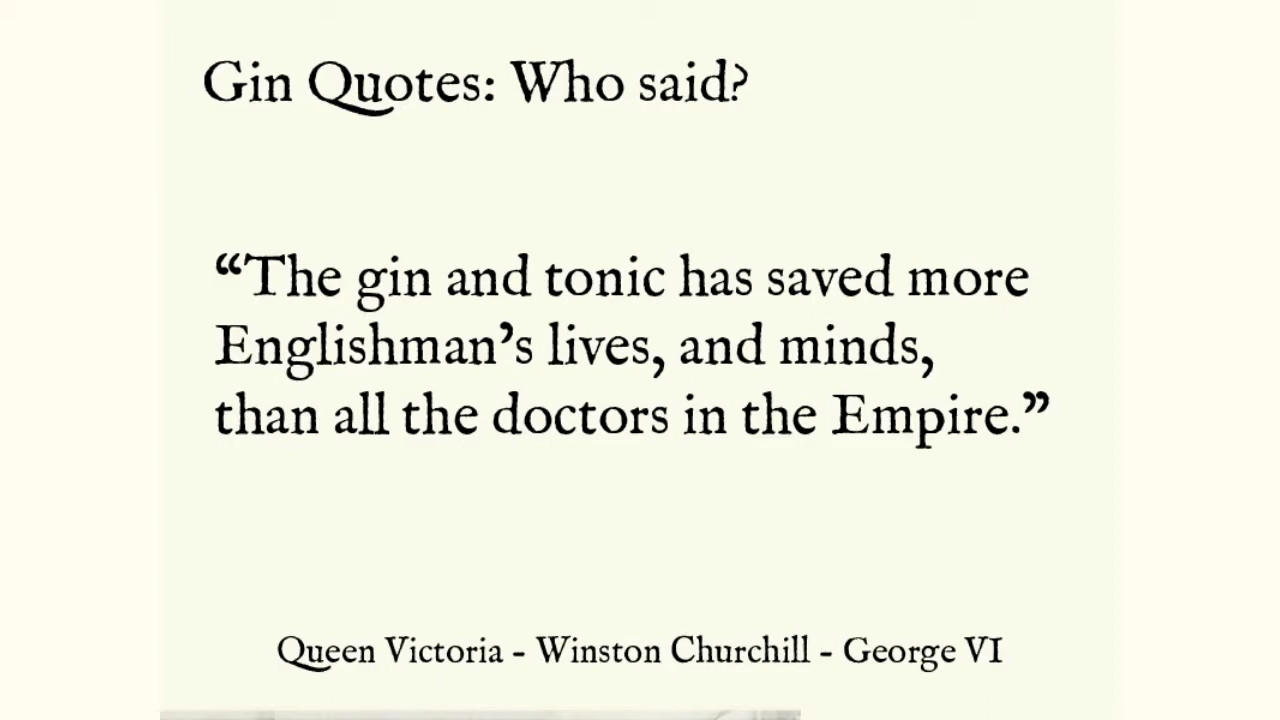 Gin Quotes: Who said?
“The gin and tonic has saved more
Englishman’s lives, and minds,
than all the doctors in the Empire.”
Queen Victoria - Winston Churchill - George VI